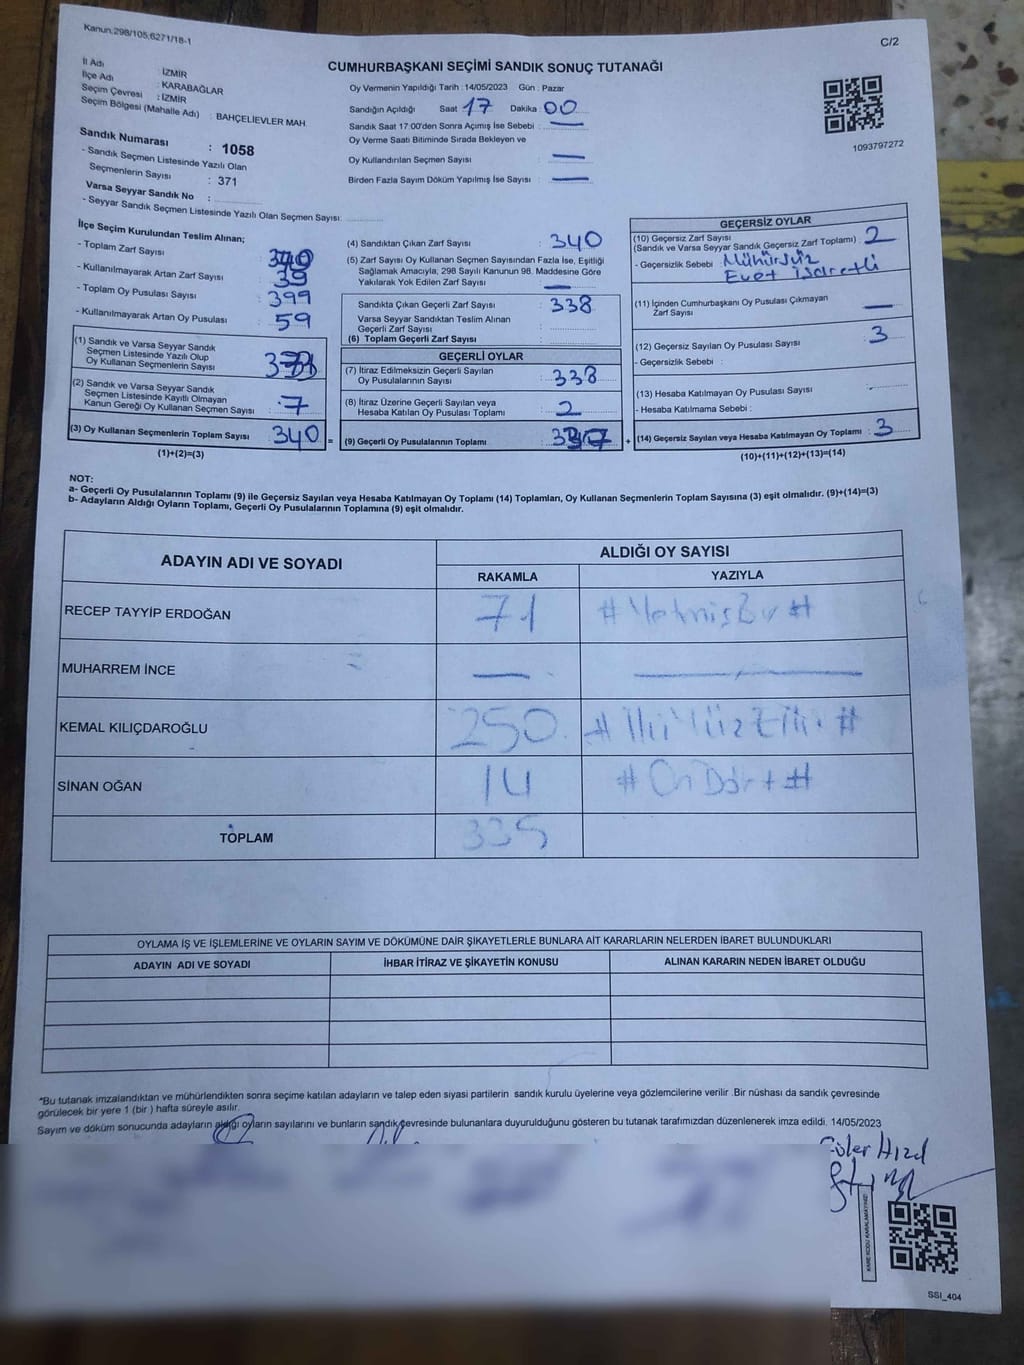 Kanun.298/105,6271/18-1
C/2
CUMHURBAŞKANI SEÇİMİ SANDIK SONUÇ TUTANAĞI
İl Adı : İZMİR
İlçe Adı : KARABAĞLAR
Seçim Çevresi : İZMİR
Seçim Bölgesi (Mahalle Adı) : BAHÇELİEVLER MAH.
Sandık Numarası : 1058
- Sandık Seçmen Listesinde Yazılı Olan
Seçmenlerin Sayısı : 371
Varsa Seyyar Sandık No :
- Seyyar Sandık Seçmen Listesinde Yazılı Olan Seçmen Sayısı:
Oy Vermenin Yapıldığı Tarih : 14/05/2023 Gün : Pazar
Sandığın Açıldığı Saat 17 Dakika 00
Sandık Saat 17:00'den Sonra Açımış İse Sebebi : —
Oy Verme Saati Bitiminde Sırada Bekleyen ve
Oy Kullandırılan Seçmen Sayısı : —
Birden Fazla Sayım Döküm Yapılmış İse Sayısı : —
1093797272
İlçe Seçim Kurulundan Teslim Alınan;
- Toplam Zarf Sayısı :
- Kullanılmayarak Artan Zarf Sayısı : 39
- Toplam Oy Pusulası Sayısı : 399
- Kullanılmayarak Artan Oy Pusulası : 59
(1) Sandık ve Varsa Seyyar Sandık
Seçmen Listesinde Yazılı Olup
Oy Kullanan Seçmenlerin Sayısı :
(2) Sandık ve Varsa Seyyar Sandık
Seçmen Listesinde Kayıtlı Olmayan
Kanun Gereği Oy Kullanan Seçmen Sayısı : 7
(3) Oy Kullanan Seçmenlerin Toplam Sayısı : 340 =
(1)+(2)=(3)
(4) Sandıktan Çıkan Zarf Sayısı : 340
(5) Zarf Sayısı Oy Kullanan Seçmen Sayısından Fazla İse, Eşitliği
Sağlamak Amacıyla, 298 Sayılı Kanunun 98. Maddesine Göre
Yakılarak Yok Edilen Zarf Sayısı : —
Sandıkta Çıkan Geçerli Zarf Sayısı : 338
Varsa Seyyar Sandıktan Teslim Alınan
Geçerli Zarf Sayısı :
(6) Toplam Geçerli Zarf Sayısı :
GEÇERLİ OYLAR
(7) İtiraz Edilmeksizin Geçerli Sayılan
Oy Pusulalarının Sayısı : 338
(8) İtiraz Üzerine Geçerli Sayılan veya
Hesaba Katılan Oy Pusulası Toplamı : 2
(9) Geçerli Oy Pusulalarının Toplamı : +
GEÇERSİZ OYLAR
(10) Geçersiz Zarf Sayısı
(Sandık ve Varsa Seyyar Sandık Geçersiz Zarf Toplamı) : 2
- Geçersizlik Sebebi : Mühürsüz
Evet İşaretli
(11) İçinden Cumhurbaşkanı Oy Pusulası Çıkmayan
Zarf Sayısı : —
(12) Geçersiz Sayılan Oy Pusulası Sayısı : 3
- Geçersizlik Sebebi :
(13) Hesaba Katılmayan Oy Pusulası Sayısı :
- Hesaba Katılmama Sebebi :
(14) Geçersiz Sayılan veya Hesaba Katılmayan Oy Toplamı : 3
(10)+(11)+(12)+(13)=(14)
NOT:
a- Geçerli Oy Pusulalarının Toplamı (9) ile Geçersiz Sayılan veya Hesaba Katılmayan Oy Toplamı (14) Toplamları, Oy Kullanan Seçmenlerin Toplam Sayısına (3) eşit olmalıdır. (9)+(14)=(3)
b- Adayların Aldığı Oyların Toplamı, Geçerli Oy Pusulalarının Toplamına (9) eşit olmalıdır.
ADAYIN ADI VE SOYADI ALDIĞI OY SAYISI
RAKAMLA YAZIYLA
RECEP TAYYİP ERDOĞAN 71 # YetmişBir #
MUHARREM İNCE — —
KEMAL KILIÇDAROĞLU 250 # İki Yüz Elli #
SİNAN OĞAN 14 # On Dört #
TOPLAM 335
OYLAMA İŞ VE İŞLEMLERİNE VE OYLARIN SAYIM VE DÖKÜMÜNE DAİR ŞİKAYETLERLE BUNLARA AİT KARARLARIN NELERDEN İBARET BULUNDUKLARI
ADAYIN ADI VE SOYADI İHBAR İTİRAZ VE ŞİKAYETİN KONUSU ALINAN KARARIN NEDEN İBARET OLDUĞU
*Bu tutanak imzalandıktan ve mühürlendikten sonra seçime katılan adayların ve talep eden siyasi partilerin sandık kurulu üyelerine veya gözlemcilerine verilir .Bir nüshası da sandık çevresinde
görülecek bir yere 1 (bir ) hafta süreyle asılır.
Sayım ve döküm sonucunda adayların aldığı oyların sayılarını ve bunların sandık çevresinde bulunanlara duyurulduğunu gösteren bu tutanak tarafımızdan düzenlenerek imza edildi. 14/05/2023
KARE KODU KARALAMAYINIZ!
SSI_404